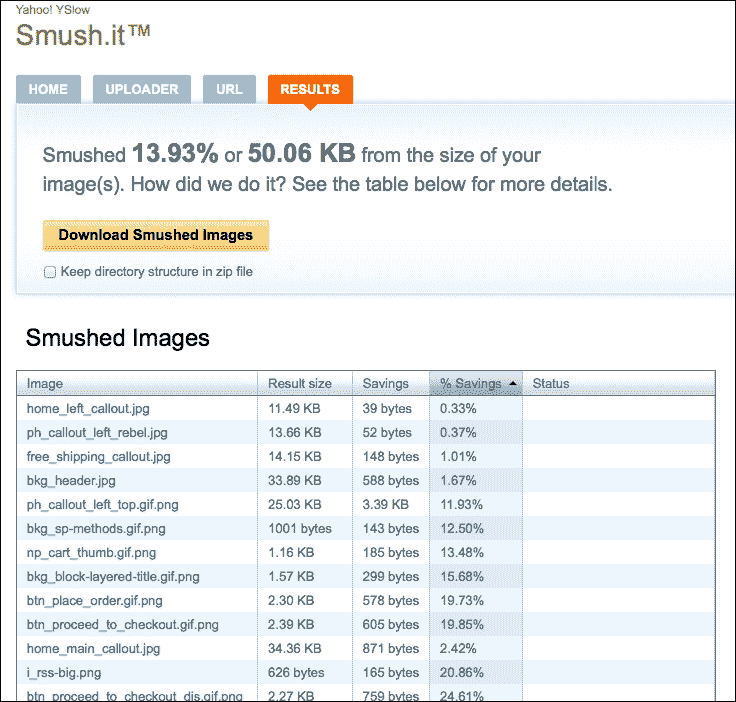 Yahoo! YSlow
Smush.it™
HOME UPLOADER URL RESULTS
Smushed 13.93% or 50.06 KB from the size of your
image(s). How did we do it? See the table below for more details.
Download Smushed Images
Keep directory structure in zip file
Smushed Images
Image Result size Savings % Savings Status
home_left_callout.jpg 11.49 KB 39 bytes 0.33%
ph_callout_left_rebel.jpg 13.66 KB 52 bytes 0.37%
free_shipping_callout.jpg 14.15 KB 148 bytes 1.01%
bkg_header.jpg 33.89 KB 588 bytes 1.67%
ph_callout_left_top.gif.png 25.03 KB 3.39 KB 11.93%
bkg_sp-methods.gif.png 1001 bytes 143 bytes 12.50%
np_cart_thumb.gif.png 1.16 KB 185 bytes 13.48%
bkg_block-layered-title.gif.png 1.57 KB 299 bytes 15.68%
btn_place_order.gif.png 2.30 KB 578 bytes 19.73%
btn_proceed_to_checkout.gif.png 2.39 KB 605 bytes 19.85%
home_main_callout.jpg 34.36 KB 871 bytes 2.42%
i_rss-big.png 626 bytes 165 bytes 20.86%
btn_proceed_to_checkout_dis.gif.png 2.27 KB 759 bytes 24.61%